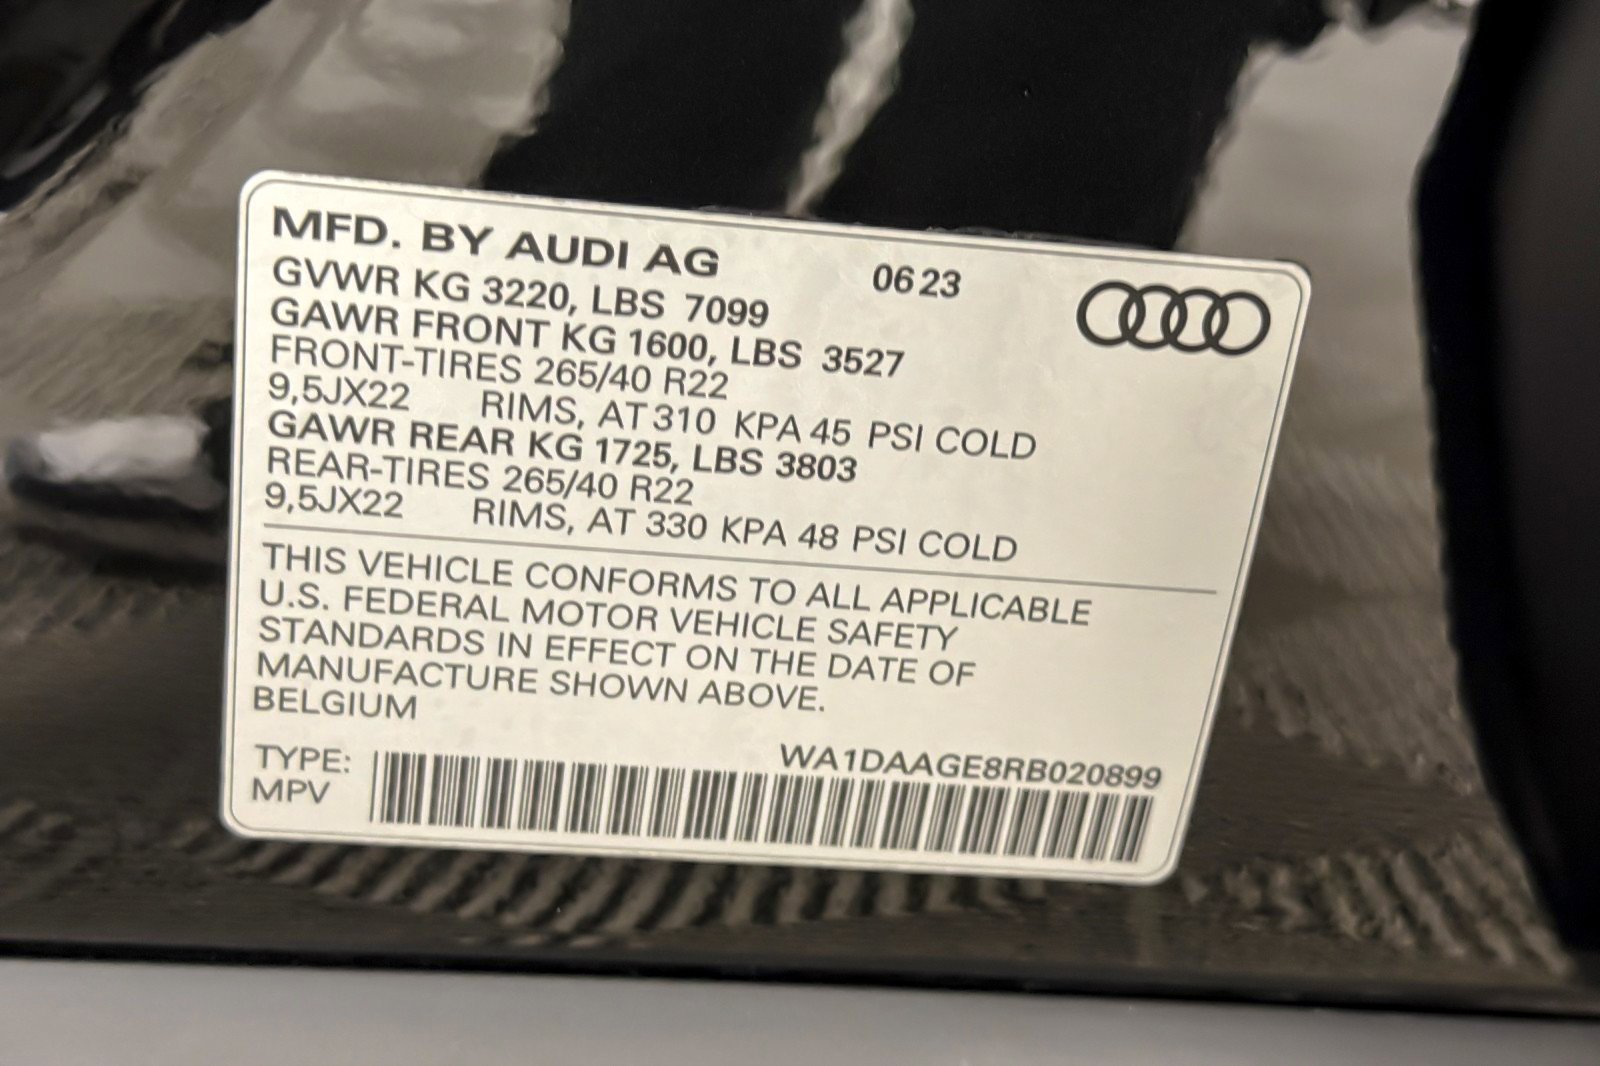 MFD. BY AUDI AG 06 23
GVWR KG 3220, LBS 7099
GAWR FRONT KG 1600, LBS 3527
FRONT-TIRES 265/40 R22
9,5JX22 RIMS, AT 310 KPA 45 PSI COLD
GAWR REAR KG 1725, LBS 3803
REAR-TIRES 265/40 R22
9,5JX22 RIMS, AT 330 KPA 48 PSI COLD
THIS VEHICLE CONFORMS TO ALL APPLICABLE
U.S. FEDERAL MOTOR VEHICLE SAFETY
STANDARDS IN EFFECT ON THE DATE OF
MANUFACTURE SHOWN ABOVE.
BELGIUM
WA1DAAGE8RB020899
TYPE:
MPV